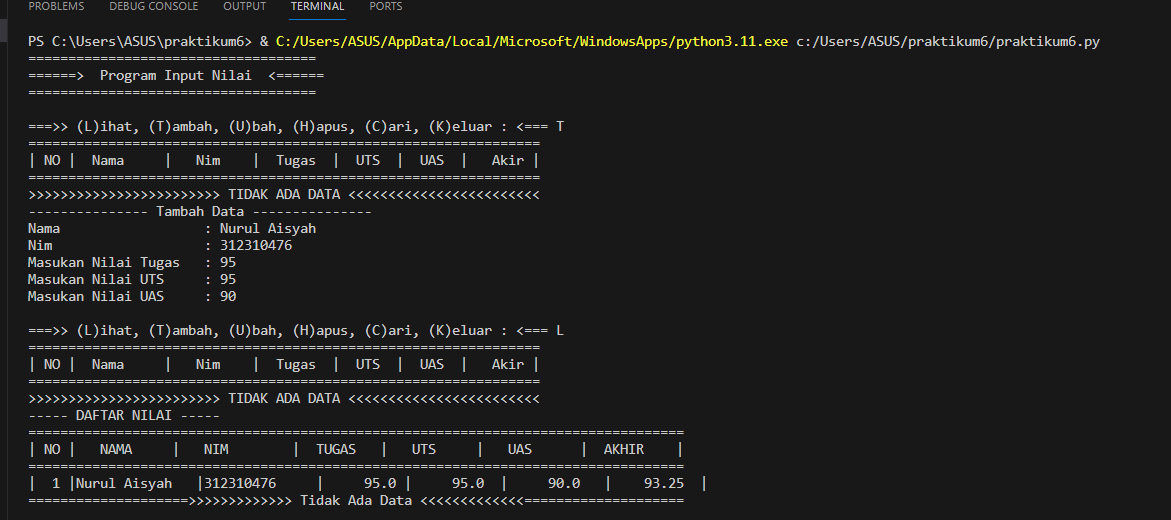 PROBLEMS DEBUG CONSOLE OUTPUT TERMINAL PORTS
PS C:\Users\ASUS\praktikum6> & C:/Users/ASUS/AppData/Local/Microsoft/WindowsApps/python3.11.exe c:/Users/ASUS/praktikum6/praktikum6.py
====================================
======>  Program Input Nilai  <======
====================================
===>> (L)ihat, (T)ambah, (U)bah, (H)apus, (C)ari, (K)eluar : <=== T
================================================================
| NO |  Nama     |   Nim    |  Tugas  |  UTS  |  UAS  |   Akir |
================================================================
>>>>>>>>>>>>>>>>>>>>>>>> TIDAK ADA DATA <<<<<<<<<<<<<<<<<<<<<<<<
--------------- Tambah Data ---------------
Nama                  : Nurul Aisyah
Nim                   : 312310476
Masukan Nilai Tugas   : 95
Masukan Nilai UTS     : 95
Masukan Nilai UAS     : 90
===>> (L)ihat, (T)ambah, (U)bah, (H)apus, (C)ari, (K)eluar : <=== L
================================================================
| NO |  Nama     |   Nim    |  Tugas  |  UTS  |  UAS  |   Akir |
================================================================
>>>>>>>>>>>>>>>>>>>>>>>> TIDAK ADA DATA <<<<<<<<<<<<<<<<<<<<<<<<
----- DAFTAR NILAI -----
==================================================================================
| NO |   NAMA     |   NIM        |  TUGAS   |   UTS     |   UAS      |  AKHIR    |
==================================================================================
|  1 |Nurul Aisyah   |312310476     |     95.0 |     95.0  |     90.0   |    93.25  |
====================>>>>>>>>>>>>> Tidak Ada Data <<<<<<<<<<<<<====================